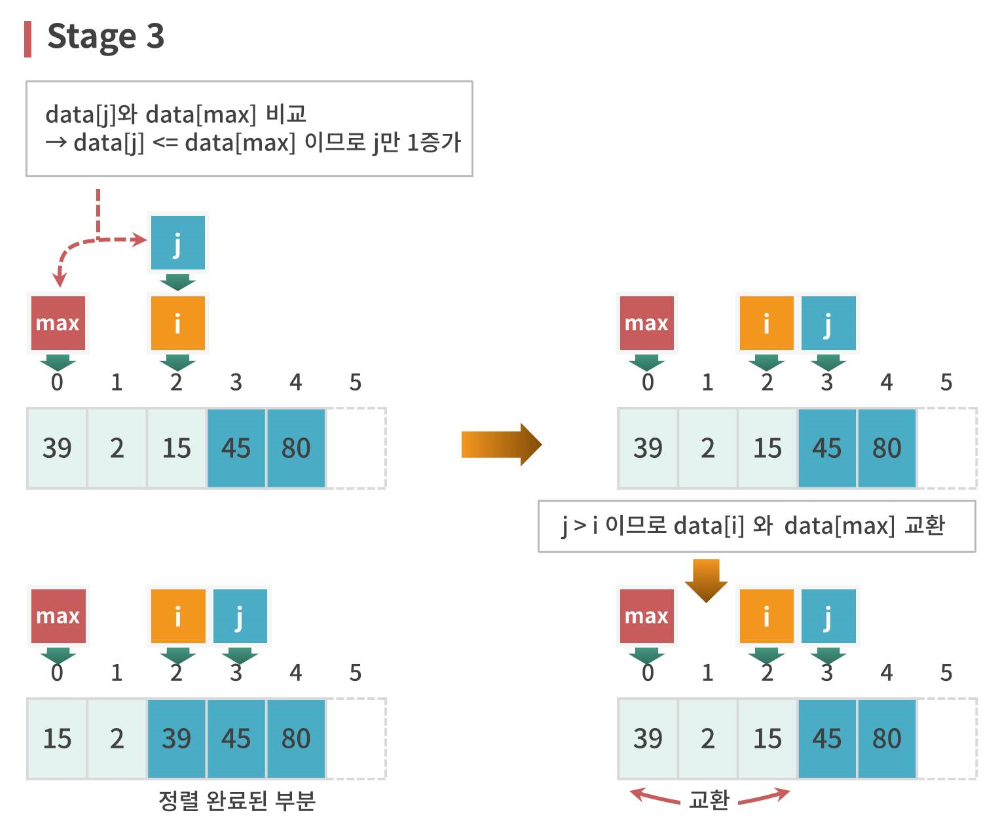 Stage 3
data[j]와 data[max] 비교
→ data[j] <= data[max] 이므로 j만 1증가
j
max i
0 1 2 3 4 5
39 2 15 45 80
max i j
0 1 2 3 4 5
39 2 15 45 80
j > i 이므로 data[i] 와 data[max] 교환
max i j
0 1 2 3 4 5
39 2 15 45 80
교환
max i j
0 1 2 3 4 5
15 2 39 45 80
정렬 완료된 부분